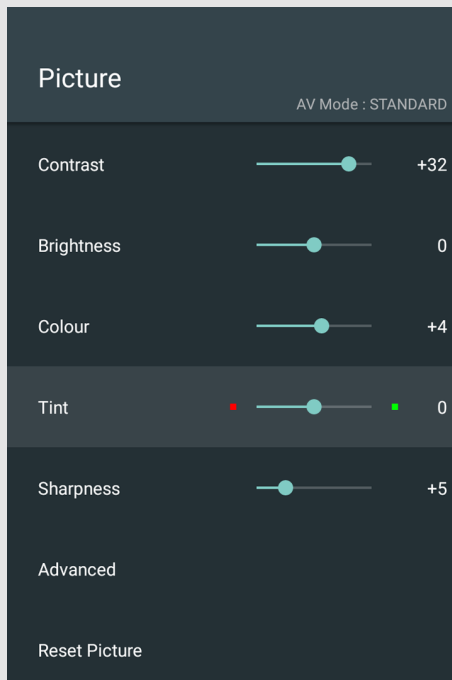 Picture
AV Mode : STANDARD
Contrast +32
Brightness 0
Colour +4
Tint 0
Sharpness +5
Advanced
Reset Picture